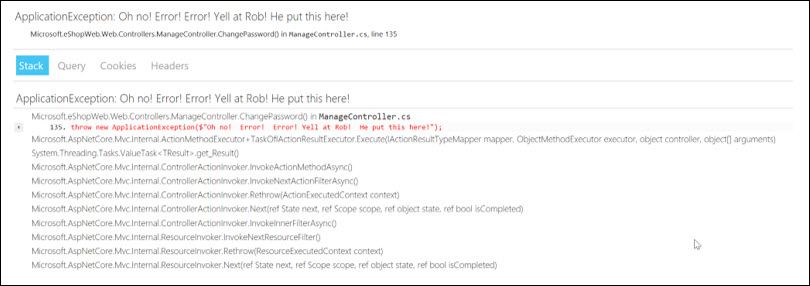 ApplicationException: Oh no! Error! Error! Yell at Rob! He put this here!
Microsoft.eShopWeb.Web.Controllers.ManageController.ChangePassword() in ManageController.cs, line 135
Stack Query Cookies Headers
ApplicationException: Oh no! Error! Error! Yell at Rob! He put this here!
Microsoft.eShopWeb.Web.Controllers.ManageController.ChangePassword() in ManageController.cs
135. throw new ApplicationException($"Oh no!  Error!  Error! Yell at Rob!  He put this here!");
Microsoft.AspNetCore.Mvc.Internal.ActionMethodExecutor+TaskOfIActionResultExecutor.Execute(IActionResultTypeMapper mapper, ObjectMethodExecutor executor, object controller, object[] arguments)
System.Threading.Tasks.ValueTask<TResult>.get_Result()
Microsoft.AspNetCore.Mvc.Internal.ControllerActionInvoker.InvokeActionMethodAsync()
Microsoft.AspNetCore.Mvc.Internal.ControllerActionInvoker.InvokeNextActionFilterAsync()
Microsoft.AspNetCore.Mvc.Internal.ControllerActionInvoker.Rethrow(ActionExecutedContext context)
Microsoft.AspNetCore.Mvc.Internal.ControllerActionInvoker.Next(ref State next, ref Scope scope, ref object state, ref bool isCompleted)
Microsoft.AspNetCore.Mvc.Internal.ControllerActionInvoker.InvokeInnerFilterAsync()
Microsoft.AspNetCore.Mvc.Internal.ResourceInvoker.InvokeNextResourceFilter()
Microsoft.AspNetCore.Mvc.Internal.ResourceInvoker.Rethrow(ResourceExecutedContext context)
Microsoft.AspNetCore.Mvc.Internal.ResourceInvoker.Next(ref State next, ref Scope scope, ref object state, ref bool isCompleted)